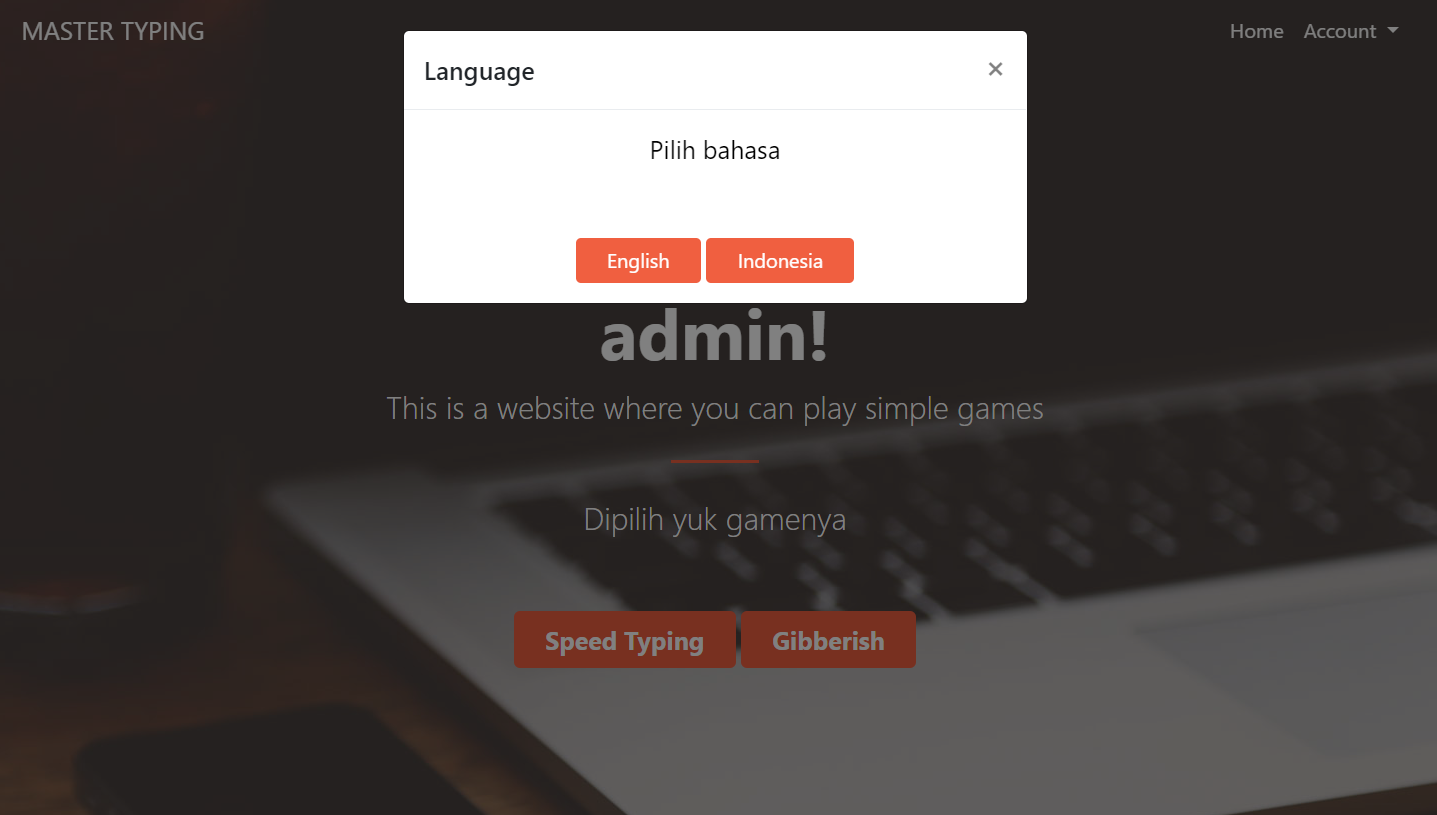 MASTER TYPING
Home
Account
Language
×
Pilih bahasa
English
Indonesia
admin!
This is a website where you can play simple games
Dipilih yuk gamenya
Speed Typing
Gibberish